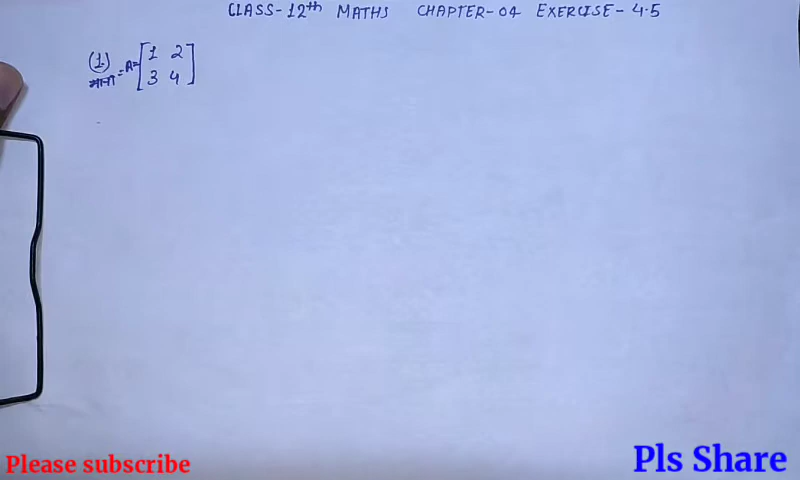 CLASS-12th MATHS CHAPTER-04 EXERCISE-4.5
(1.)
माना = A = [1 2
3 4]
Please subscribe
Pls Share